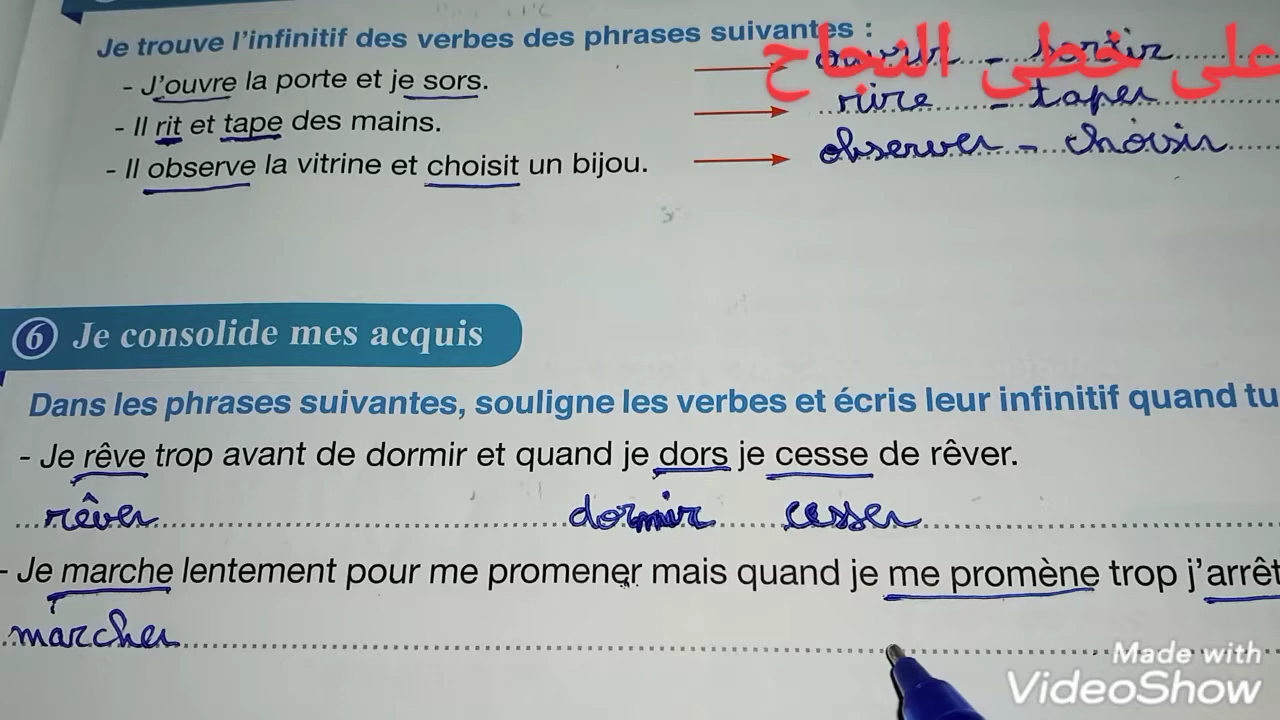 Je trouve l'infinitif des verbes des phrases suivantes :
- J'ouvre la porte et je sors.
ouvrir - sortir
على خطى النجاح
- Il rit et tape des mains.
rire - taper
- Il observe la vitrine et choisit un bijou.
observer - choisir
6 Je consolide mes acquis
Dans les phrases suivantes, souligne les verbes et écris leur infinitif quand tu
- Je rêve trop avant de dormir et quand je dors je cesse de rêver.
rêver dormir cesser
- Je marche lentement pour me promener mais quand je me promène trop j'arrêt
marcher
Made with
VideoShow